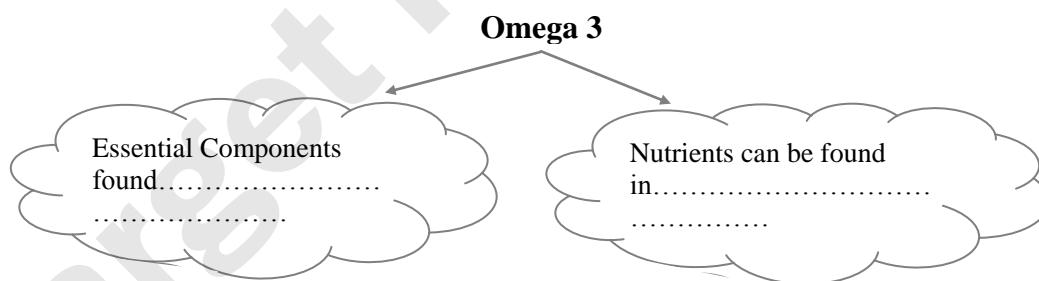 Omega 3
Essential Components
found……………………
…………………
Nutrients can be found
in…………………………
……………